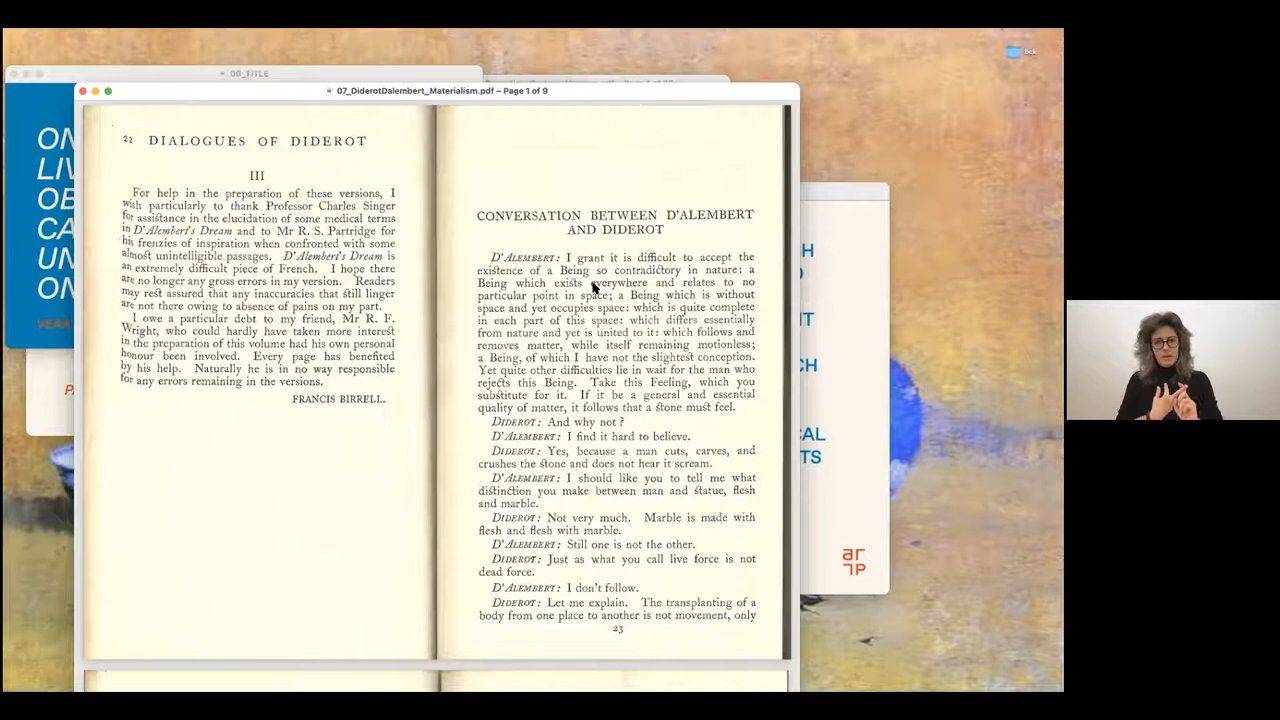 bck
00_TITLE
07_DiderotDalembert_Materialism.pdf – Page 1 of 9
ON
LIV
OB
CA
UN
ON
VERA
P
H
IT
CH
CAL
TS
22 DIALOGUES OF DIDEROT
III
For help in the preparation of these versions, I
wish particularly to thank Professor Charles Singer
for assistance in the elucidation of some medical terms
in D'Alembert's Dream and to Mr R. S. Partridge for
his frenzies of inspiration when confronted with some
almost unintelligible passages. D'Alembert's Dream is
an extremely difficult piece of French. I hope there
are no longer any gross errors in my version. Readers
may rest assured that any inaccuracies that still linger
are not there owing to absence of pains on my part.
I owe a particular debt to my friend, Mr R. F.
Wright, who could hardly have taken more interest
in the preparation of this volume had his own personal
honour been involved. Every page has benefited
by his help. Naturally he is in no way responsible
for any errors remaining in the versions.
FRANCIS BIRRELL.
CONVERSATION BETWEEN D'ALEMBERT
AND DIDEROT
D'ALEMBERT: I grant it is difficult to accept the
existence of a Being so contradictory in nature: a
Being which exists everywhere and relates to no
particular point in space; a Being which is without
space and yet occupies space: which is quite complete
in each part of this space: which differs essentially
from nature and yet is united to it: which follows and
removes matter, while itself remaining motionless;
a Being, of which I have not the slightest conception.
Yet quite other difficulties lie in wait for the man who
rejects this Being. Take this Feeling, which you
substitute for it. If it be a general and essential
quality of matter, it follows that a stone must feel.
DIDEROT: And why not?
D'ALEMBERT: I find it hard to believe.
DIDEROT: Yes, because a man cuts, carves, and
crushes the stone and does not hear it scream.
D'ALEMBERT: I should like you to tell me what
distinction you make between man and statue, flesh
and marble.
DIDEROT: Not very much. Marble is made with
flesh and flesh with marble.
D'ALEMBERT: Still one is not the other.
DIDEROT: Just as what you call live force is not
dead force.
D'ALEMBERT: I don't follow.
DIDEROT: Let me explain. The transplanting of a
body from one place to another is not movement, only
23